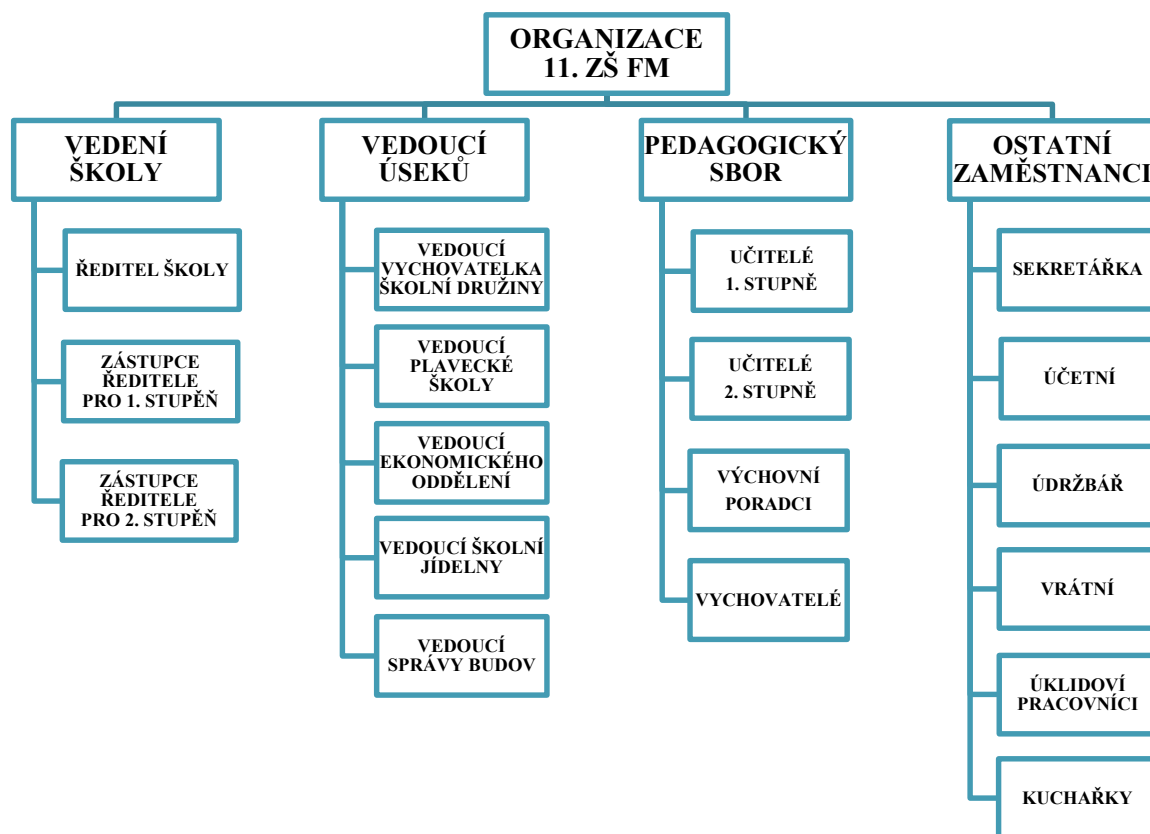 ORGANIZACE
11. ZŠ FM
VEDENÍ
ŠKOLY
ŘEDITEL ŠKOLY
ZÁSTUPCE
ŘEDITELE
PRO 1. STUPĚŇ
ZÁSTUPCE
ŘEDITELE
PRO 2. STUPĚŇ
VEDOUCÍ
ÚSEKŮ
VEDOUCÍ
VYCHOVATELKA
ŠKOLNÍ DRUŽINY
VEDOUCÍ
PLAVECKÉ
ŠKOLY
VEDOUCÍ
EKONOMICKÉHO
ODDĚLENÍ
VEDOUCÍ ŠKOLNÍ
JÍDELNY
VEDOUCÍ
SPRÁVY BUDOV
PEDAGOGICKÝ
SBOR
UČITELÉ
1. STUPNĚ
UČITELÉ
2. STUPNĚ
VÝCHOVNÍ
PORADCI
VYCHOVATELÉ
OSTATNÍ
ZAMĚSTNANCI
SEKRETÁŘKA
ÚČETNÍ
ÚDRŽBÁŘ
VRÁTNÍ
ÚKLIDOVÍ
PRACOVNÍCI
KUCHAŘKY